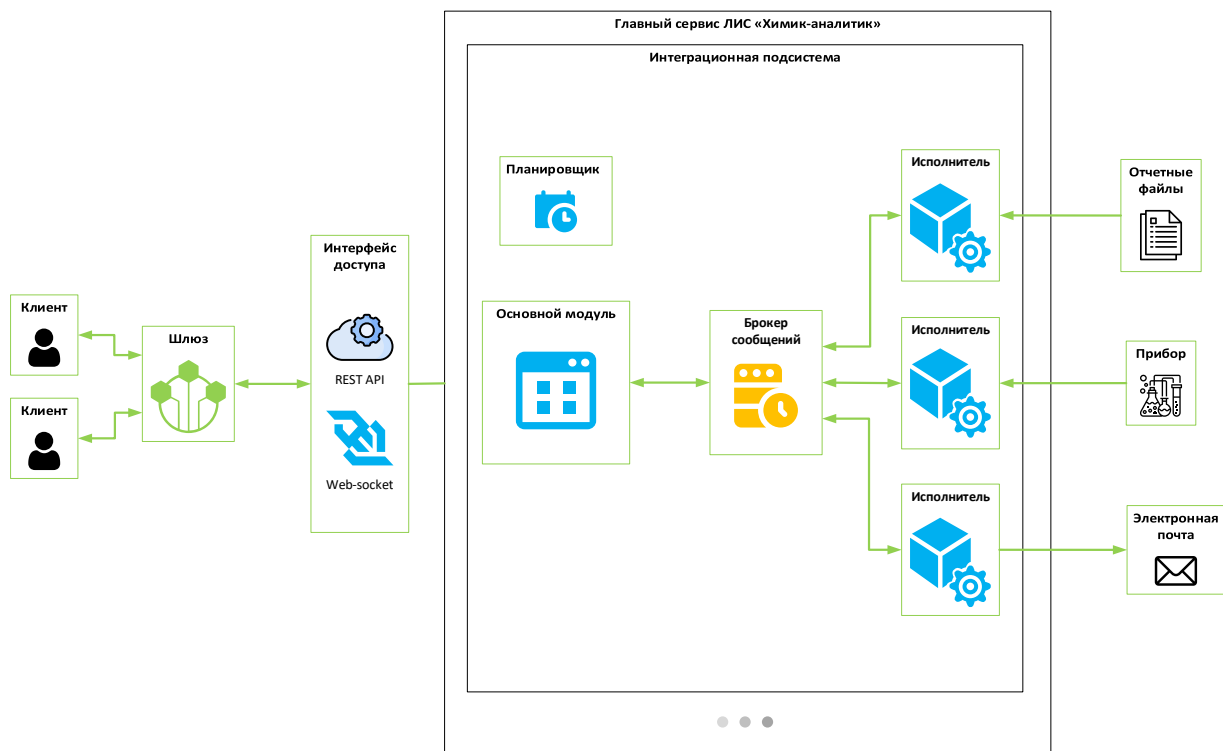 Главный сервис ЛИС «Химик-аналитик»
Интеграционная подсистема
Клиент
Клиент
Шлюз
Интерфейс
доступа
REST API
Web-socket
Планировщик
Основной модуль
Брокер
сообщений
Исполнитель
Исполнитель
Исполнитель
Отчетные
файлы
Прибор
Электронная
почта